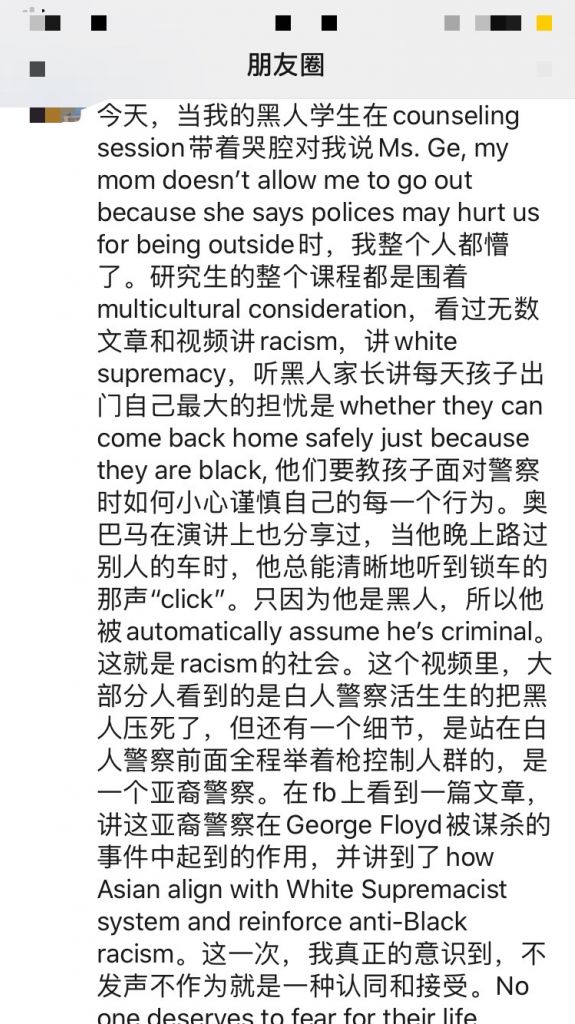 朋友圈
今天，当我的黑人学生在counseling
session带着哭腔对我说Ms. Ge, my
mom doesn’t allow me to go out
because she says polices may hurt us
for being outside时，我整个人都懵
了。研究生的整个课程都是围着
multicultural consideration，看过无数
文章和视频讲racism，讲white
supremacy，听黑人家长讲每天孩子出
门自己最大的担忧是whether they can
come back home safely just because
they are black, 他们要教孩子面对警察
时如何小心谨慎自己的每一个行为。奥
巴马在演讲上也分享过，当他晚上路过
别人的车时，他总能清晰地听到锁车的
那声“click”。只因为他是黑人，所以他
被automatically assume he’s criminal。
这就是racism的社会。这个视频里，大
部分人看到的是白人警察活生生的把黑
人压死了，但还有一个细节，是站在白
人警察前面全程举着枪控制人群的，是
一个亚裔警察。在fb上看到一篇文章，
讲这亚裔警察在George Floyd被谋杀的
事件中起到的作用，并讲到了how
Asian align with White Supremacist
system and reinforce anti-Black
racism。这一次，我真正的意识到，不
发声不作为就是一种认同和接受。No
one deserves to fear for their life